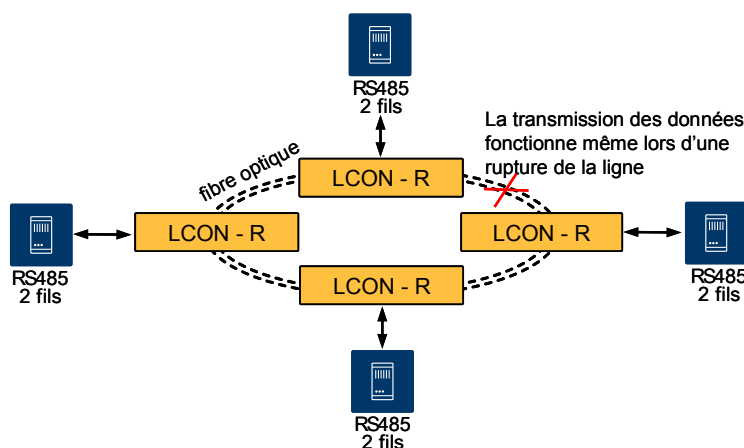 RS485
2 fils
La transmission des données
fonctionne même lors d'une
rupture de la ligne
fibre optique
LCON - R
LCON - R
LCON - R
RS485
2 fils
RS485
2 fils
LCON - R
RS485
2 fils